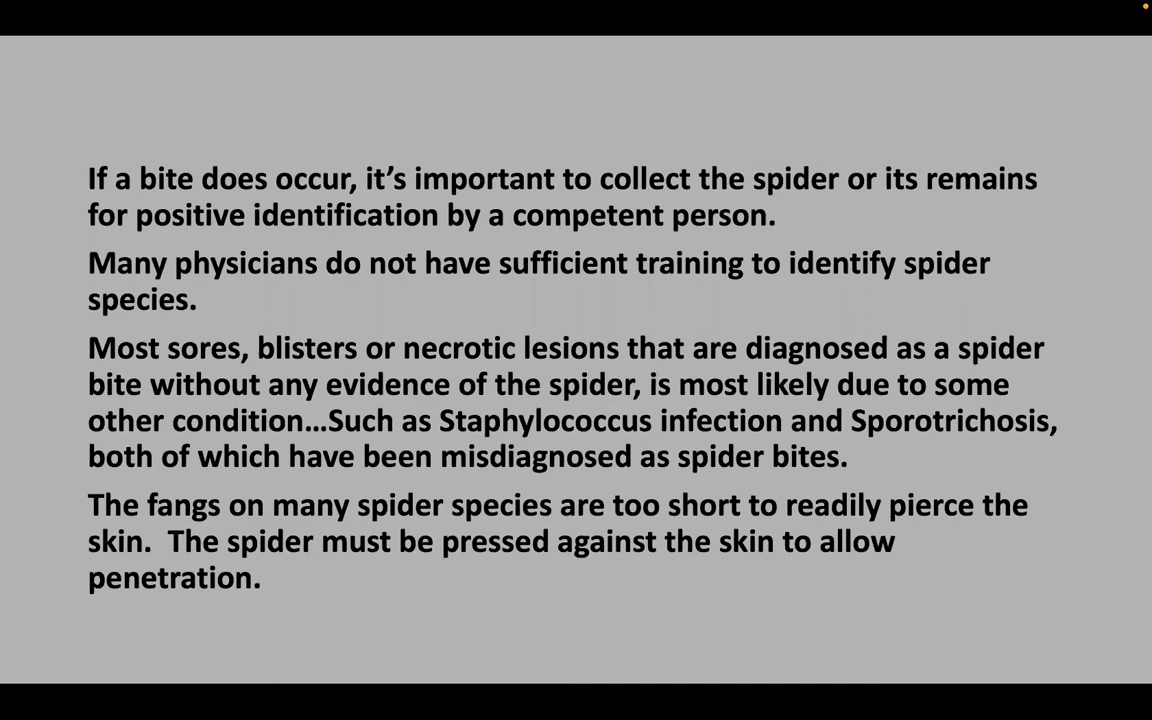 If a bite does occur, it’s important to collect the spider or its remains
for positive identification by a competent person.
Many physicians do not have sufficient training to identify spider
species.
Most sores, blisters or necrotic lesions that are diagnosed as a spider
bite without any evidence of the spider, is most likely due to some
other condition…Such as Staphylococcus infection and Sporotrichosis,
both of which have been misdiagnosed as spider bites.
The fangs on many spider species are too short to readily pierce the
skin.  The spider must be pressed against the skin to allow
penetration.